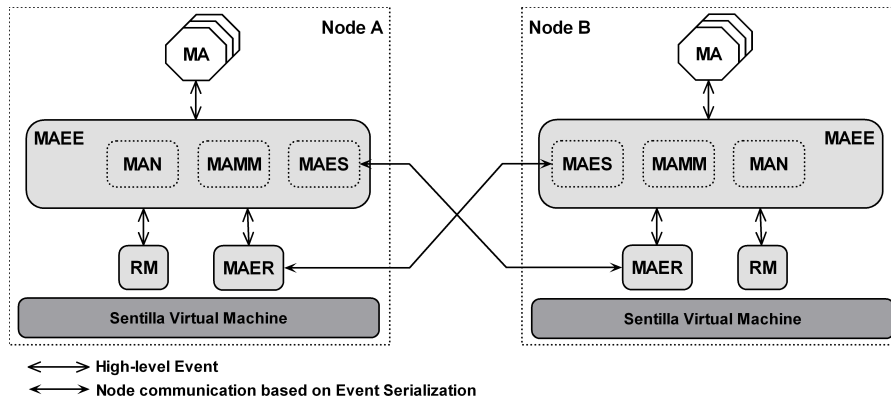 Node A
MA
MAEE
MAN
MAMM
MAES
RM
MAER
Sentilla Virtual Machine
Node B
MA
MAEE
MAES
MAMM
MAN
MAER
RM
Sentilla Virtual Machine
High-level Event
Node communication based on Event Serialization